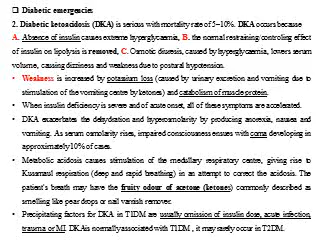 ❑ Diabetic emergencies
2. Diabetic ketoacidosis (DKA) is serious with mortality rate of 5–10%. DKA occurs because
A. Absence of insulin causes extreme hyperglycaemia, B. the normal restraining/controling effect
of insulin on lipolysis is removed, C. Osmotic diuresis, caused by hyperglycaemia, lowers serum
volume, causing dizziness and weakness due to postural hypotension.
• Weakness is increased by potassium loss (caused by urinary excretion and vomiting due to
stimulation of the vomiting centre by ketones) and catabolism of muscle protein.
• When insulin deficiency is severe and of acute onset, all of these symptoms are accelerated.
• DKA exacerbates the dehydration and hyperosmolarity by producing anorexia, nausea and
vomiting. As serum osmolarity rises, impaired consciousness ensues with coma developing in
approximately 10% of cases.
• Metabolic acidosis causes stimulation of the medullary respiratory centre, giving rise to
Kussmaul respiration (deep and rapid breathing) in an attempt to correct the acidosis. The
patient's breath may have the fruity odour of acetone (ketones) commonly described as
smelling like pear drops or nail varnish remover.
• Precipitating factors for DKA in T1DM are usually omission of insulin dose, acute infection,
trauma or MI. DKA is normally associated with T1DM , it may rarely occur in T2DM.